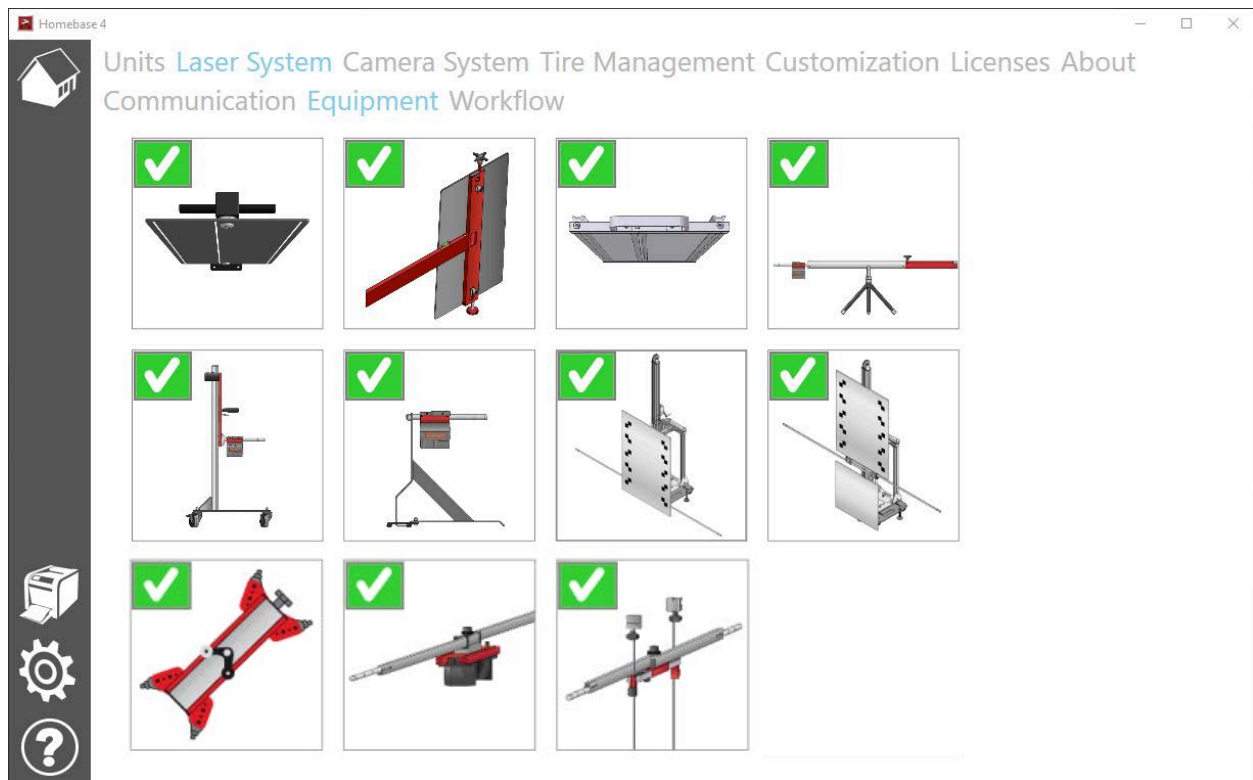 Homebase 4
Units Laser System Camera System Tire Management Customization Licenses About
Communication Equipment Workflow